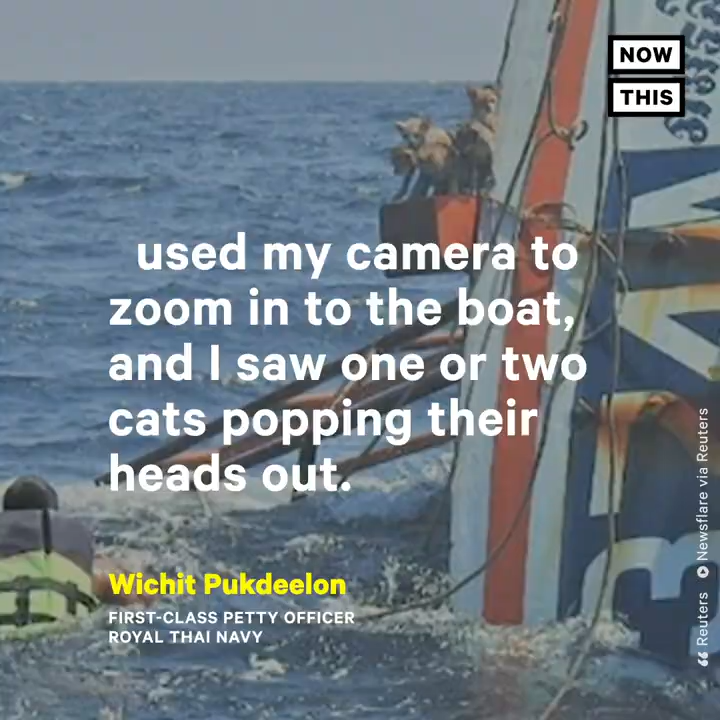 NOW
THIS
used my camera to
zoom in to the boat,
and I saw one or two
cats popping their
heads out.
Wichit Pukdeelon
FIRST-CLASS PETTY OFFICER
ROYAL THAI NAVY
Reuters Newsflare via Reuters